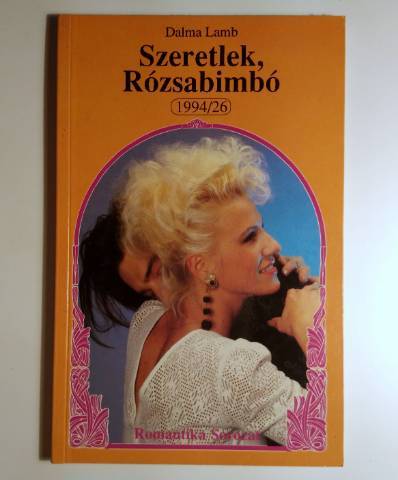 Dalma Lamb
Szeretlek,
Rózsabimbó
1994/26
Romantika Sorozat